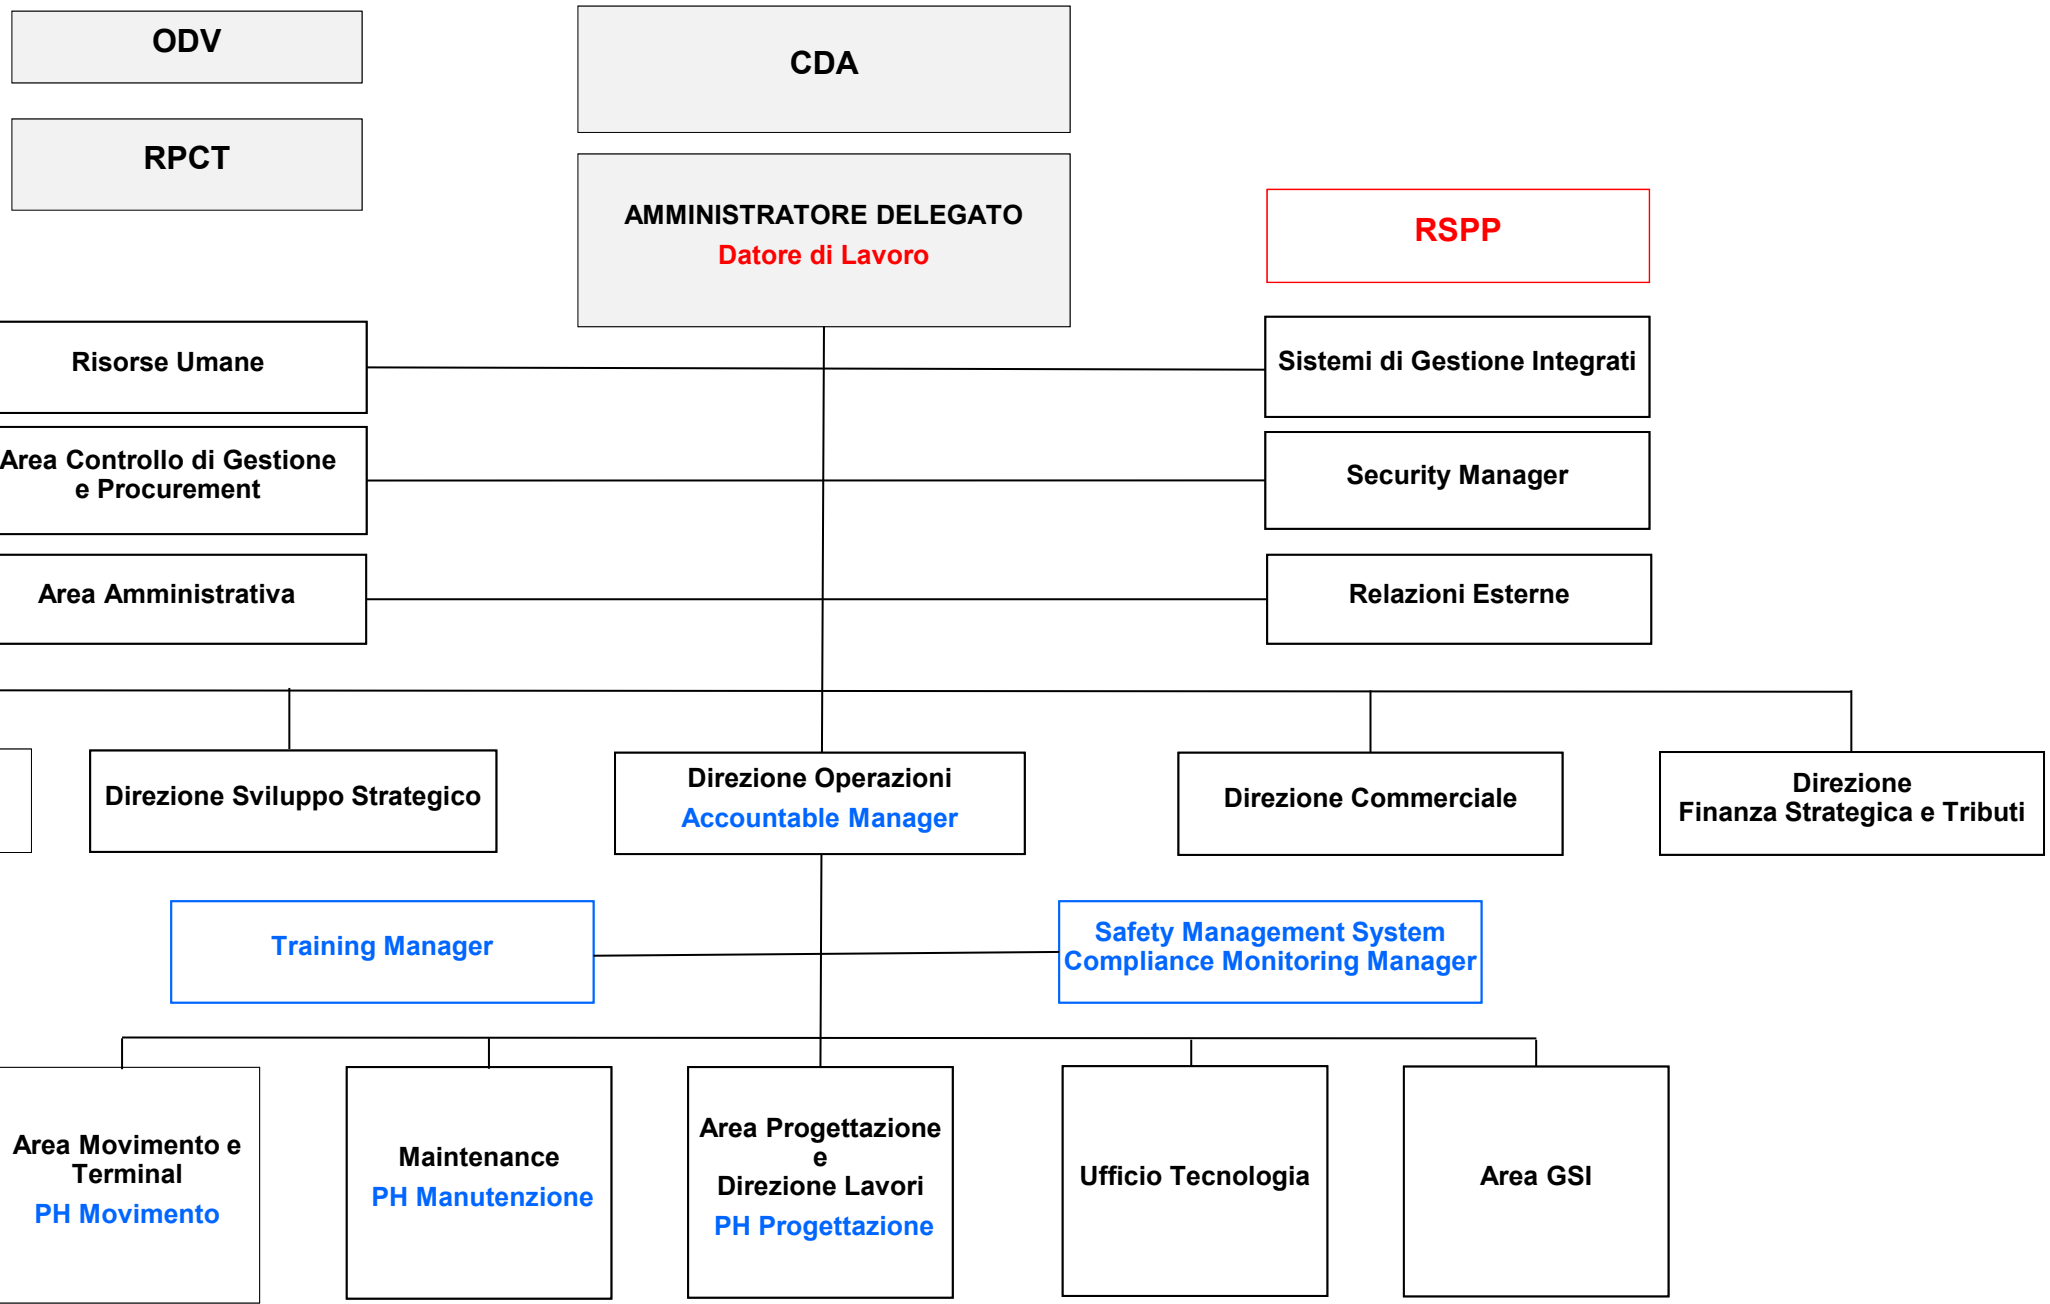 ODV
CDA
RPCT
AMMINISTRATORE DELEGATO
Datore di Lavoro
RSPP
Risorse Umane
Sistemi di Gestione Integrati
Area Controllo di Gestione
e Procurement
Security Manager
Area Amministrativa
Relazioni Esterne
Direzione Sviluppo Strategico
Direzione Operazioni
Accountable Manager
Direzione Commerciale
Direzione
Finanza Strategica e Tributi
Training Manager
Safety Management System
Compliance Monitoring Manager
Area Movimento e
Terminal
PH Movimento
Maintenance
PH Manutenzione
Area Progettazione
e
Direzione Lavori
PH Progettazione
Ufficio Tecnologia
Area GSI